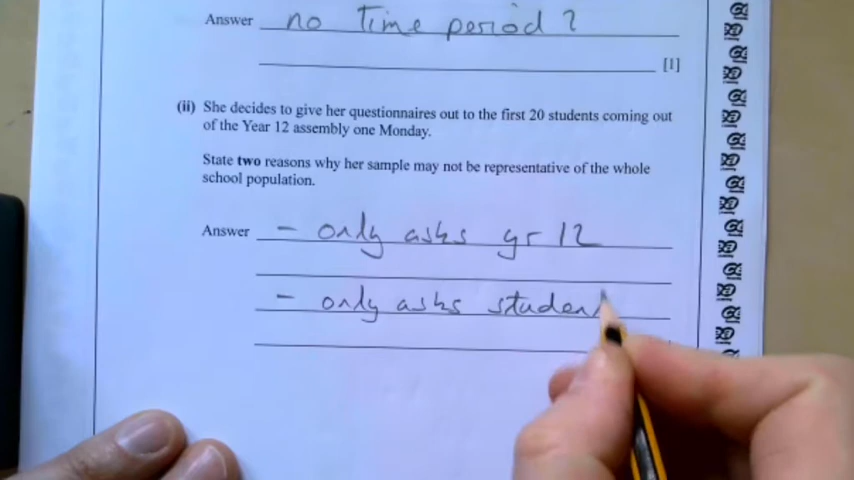 Answer no time period ?
[1]
(ii) She decides to give her questionnaires out to the first 20 students coming out
of the Year 12 assembly one Monday.
State two reasons why her sample may not be representative of the whole
school population.
Answer - only asks yr 12
- only asks studen